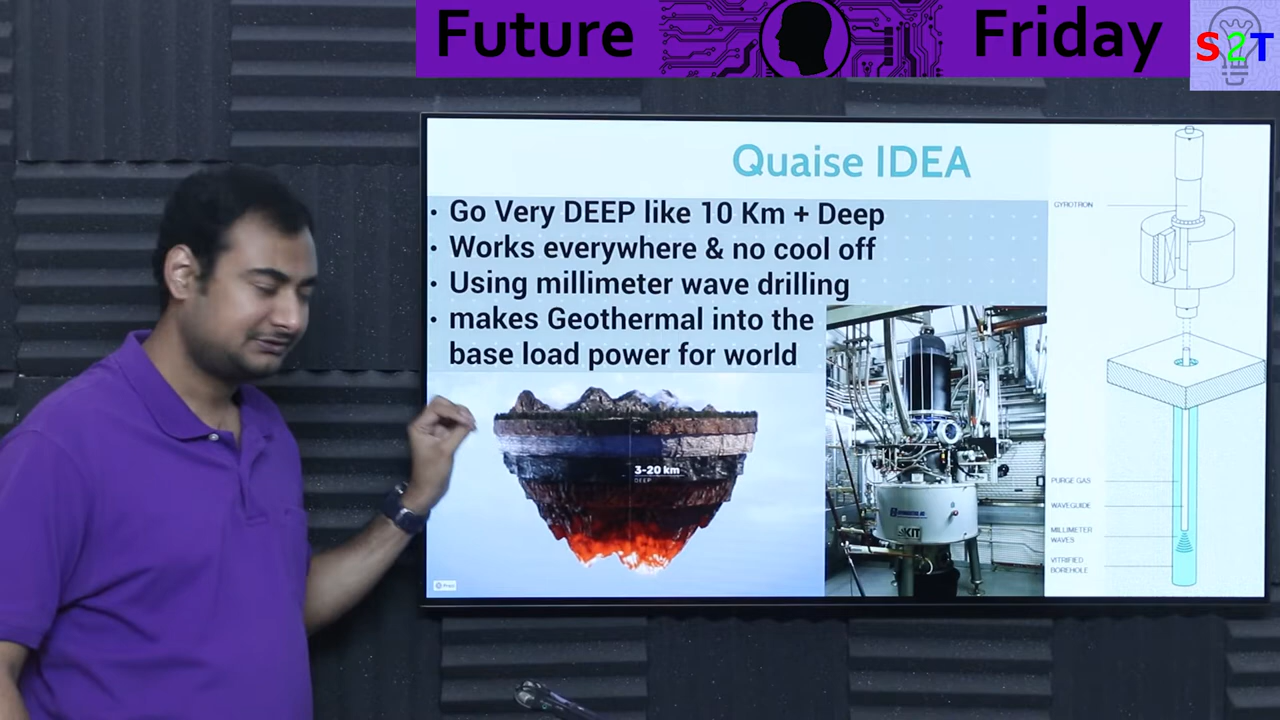 Future Friday
S2T
Quaise IDEA
• Go Very DEEP like 10 Km + Deep
• Works everywhere & no cool off
• Using millimeter wave drilling
• makes Geothermal into the
base load power for world
3-20 km
DEEP
KIT
GYROTRON
PURGE GAS
WAVEGUIDE
MILLIMETER
WAVES
VITRIFIED
BOREHOLE